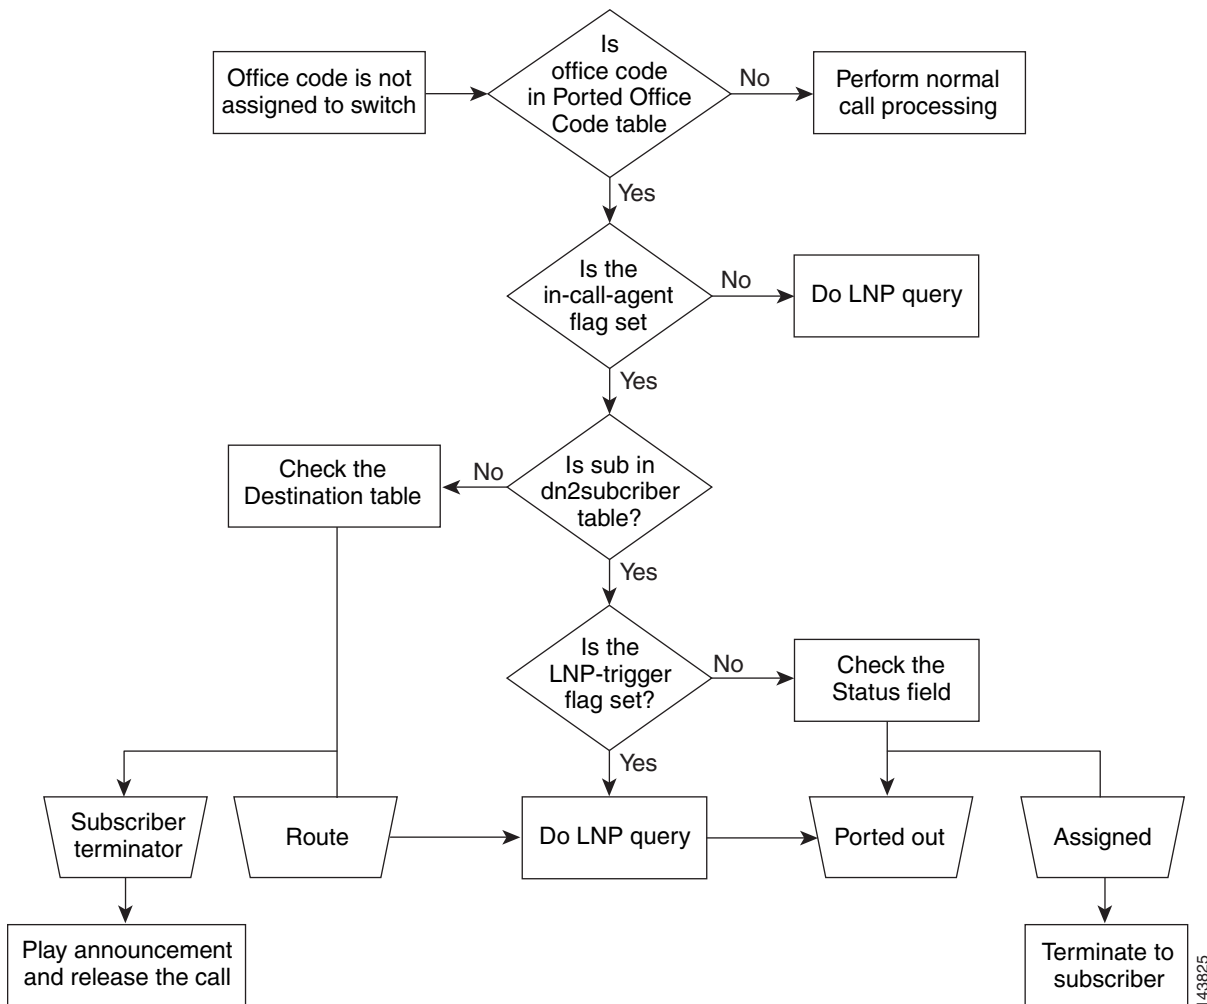 Office code is not
assigned to switch
Is
office code
in Ported Office
Code table
No
Perform normal
call processing
Yes
Is the
in-call-agent
flag set
No
Do LNP query
Yes
Check the
Destination table
No
Is sub in
dn2subcriber
table?
Yes
Is the
LNP-trigger
flag set?
No
Check the
Status field
Yes
Subscriber
terminator
Route
Do LNP query
Ported out
Assigned
Play announcement
and release the call
Terminate to
subscriber
143825